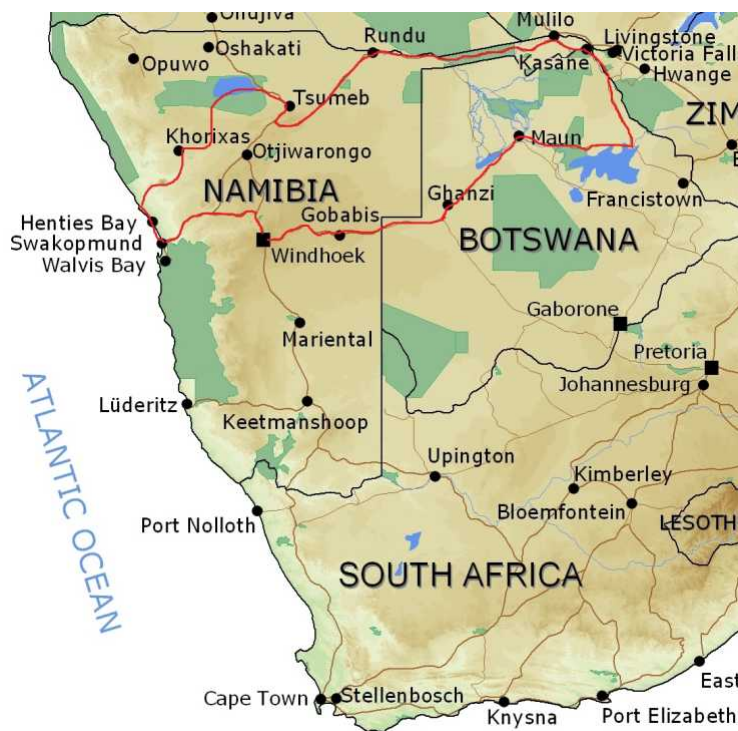 Mulilo
Ondjiva
Rundu
Livingstone
Oshakati
Victoria Fall
Opuwo
Kasane
Hwange
Tsumeb
ZIM
Maun
Khorixas
Otjiwarongo
NAMIBIA
Ghanzi
Francistown
Henties Bay
Gobabis
Swakopmund
BOTSWANA
Walvis Bay
Windhoek
Gaborone
Mariental
Pretoria
Johannesburg
Lüderitz
Keetmanshoop
ATLANTIC OCEAN
Upington
Kimberley
Port Nolloth
Bloemfontein
LESOTH
SOUTH AFRICA
East
Cape Town
Stellenbosch
Knysna
Port Elizabeth